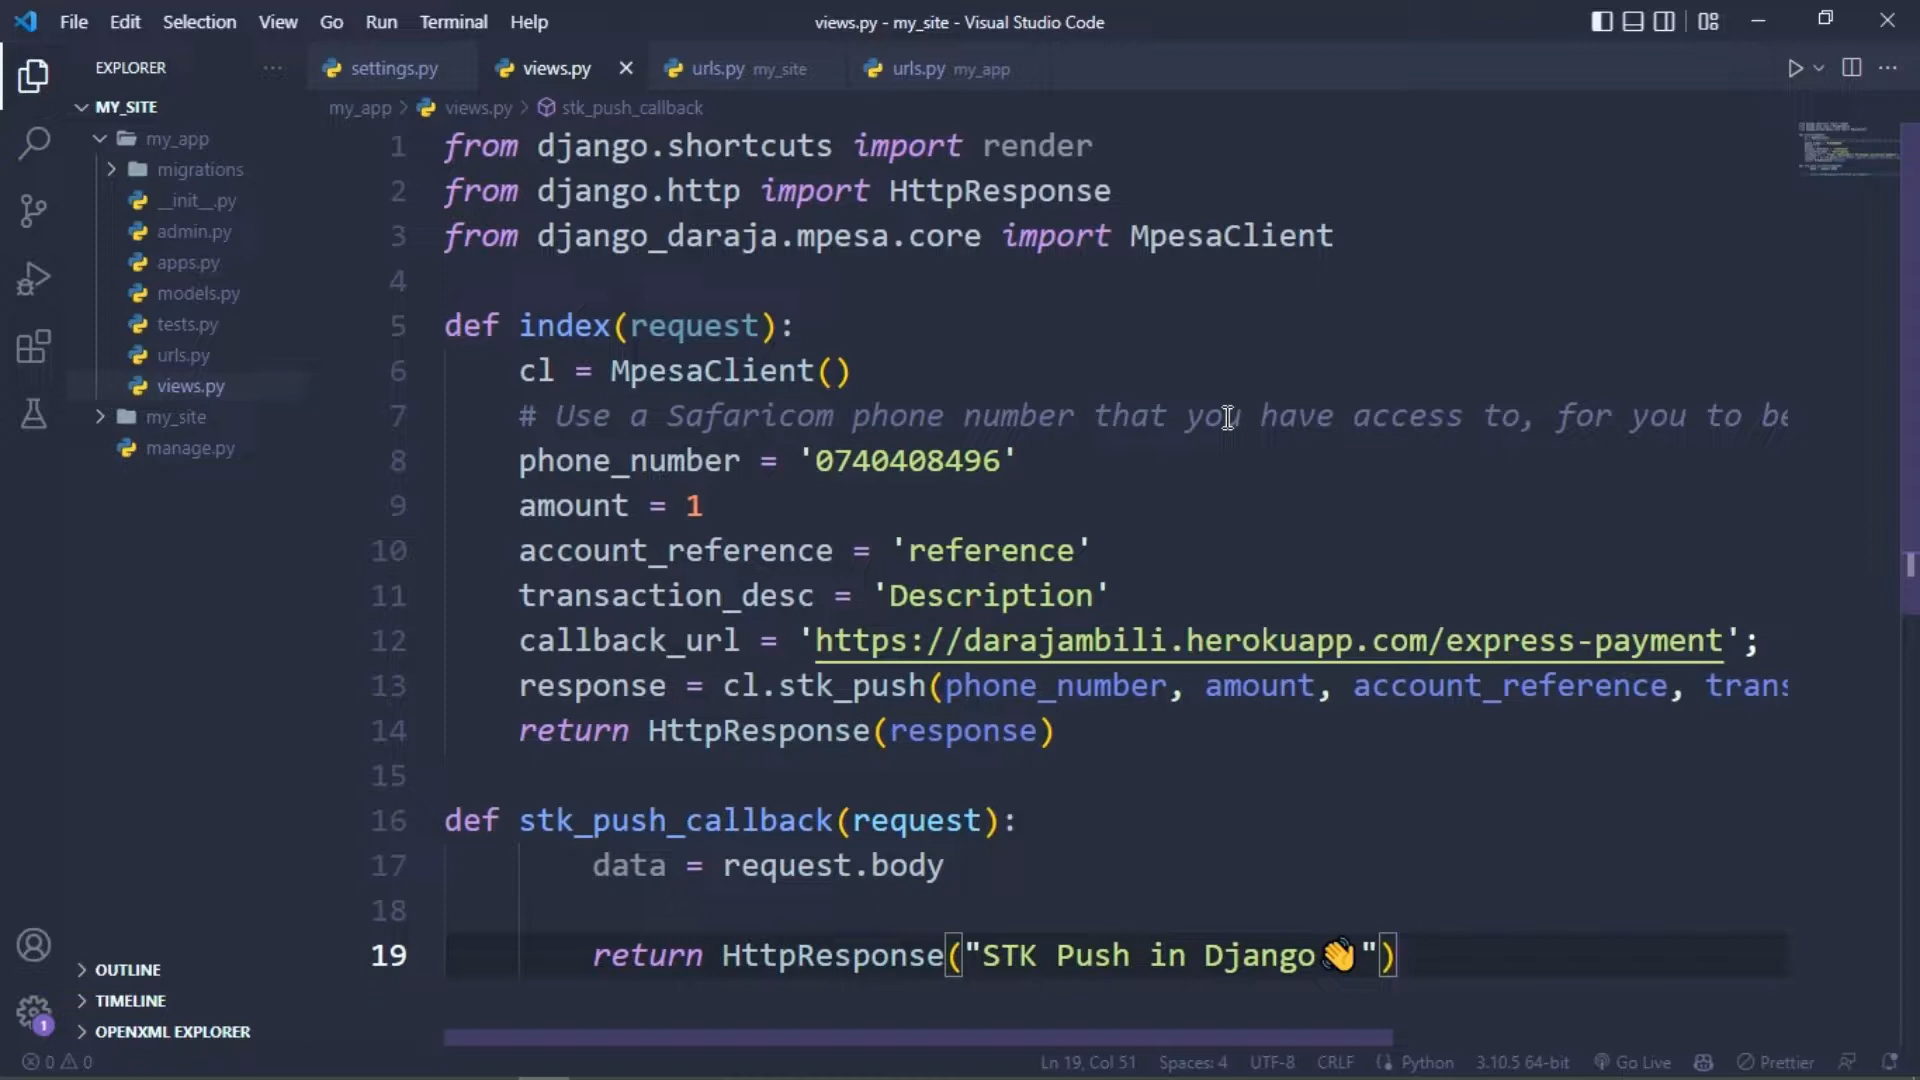 File Edit Selection View Go Run Terminal Help
views.py - my_site - Visual Studio Code
EXPLORER
settings.py
views.py
urls.py my_site
urls.py my_app
MY_SITE
my_app
migrations
__init__.py
admin.py
apps.py
models.py
tests.py
urls.py
views.py
my_site
manage.py
my_app > views.py > stk_push_callback
1 from django.shortcuts import render
2 from django.http import HttpResponse
3 from django_daraja.mpesa.core import MpesaClient
4
5 def index(request):
6 cl = MpesaClient()
7 # Use a Safaricom phone number that you have access to, for you to be
8 phone_number = '0740408496'
9 amount = 1
10 account_reference = 'reference'
11 transaction_desc = 'Description'
12 callback_url = 'https://darajambili.herokuapp.com/express-payment';
13 response = cl.stk_push(phone_number, amount, account_reference, trans
14 return HttpResponse(response)
15
16 def stk_push_callback(request):
17 data = request.body
18
19 return HttpResponse("STK Push in Django👋")
OUTLINE
TIMELINE
OPENXML EXPLORER
1
0 0
Ln 19, Col 51 Spaces: 4 UTF-8 CRLF Python 3.10.5 64-bit Go Live Prettier